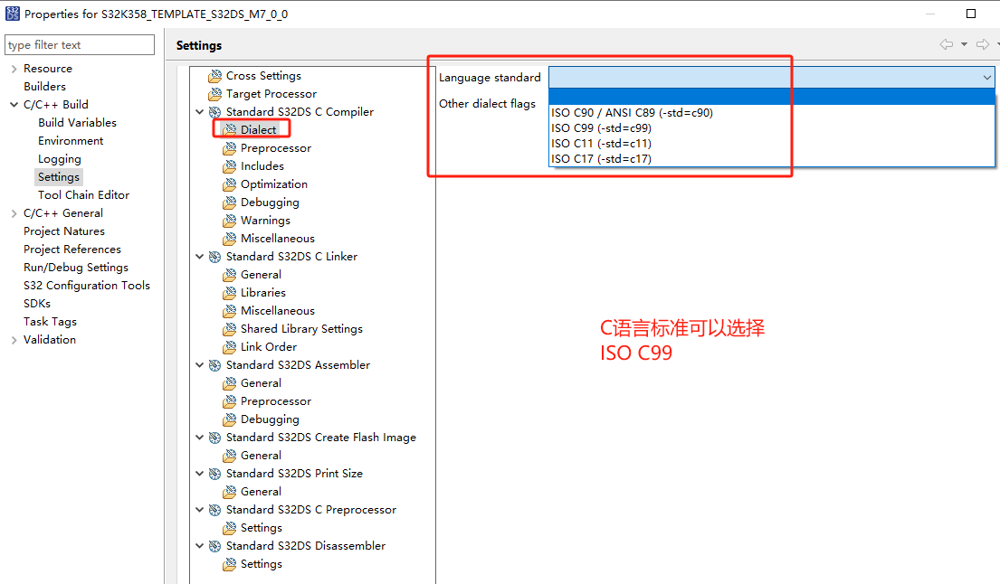 Properties for S32K358_TEMPLATE_S32DS_M7_0_0
type filter text
Resource
Builders
C/C++ Build
Build Variables
Environment
Logging
Settings
Tool Chain Editor
C/C++ General
Project Natures
Project References
Run/Debug Settings
S32 Configuration Tools
SDKs
Task Tags
Validation
Settings
Cross Settings
Target Processor
Standard S32DS C Compiler
Dialect
Preprocessor
Includes
Optimization
Debugging
Warnings
Miscellaneous
Standard S32DS C Linker
General
Libraries
Miscellaneous
Shared Library Settings
Link Order
Standard S32DS Assembler
General
Preprocessor
Debugging
Standard S32DS Create Flash Image
General
Standard S32DS Print Size
General
Standard S32DS C Preprocessor
Settings
Standard S32DS Disassembler
Settings
Language standard
Other dialect flags
ISO C90 / ANSI C89 (-std=c90)
ISO C99 (-std=c99)
ISO C11 (-std=c11)
ISO C17 (-std=c17)
C语言标准可以选择
ISO C99